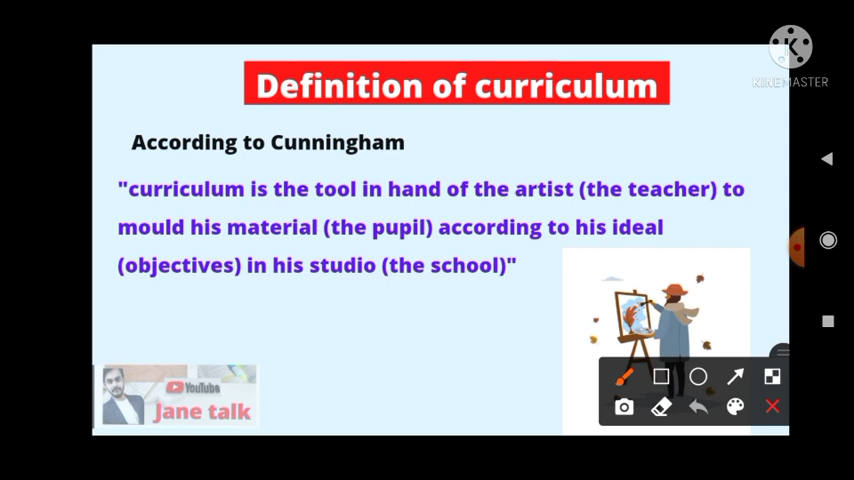 Definition of curriculum
KINEMASTER
According to Cunningham
"curriculum is the tool in hand of the artist (the teacher) to
mould his material (the pupil) according to his ideal
(objectives) in his studio (the school)"
YouTube
Jane talk